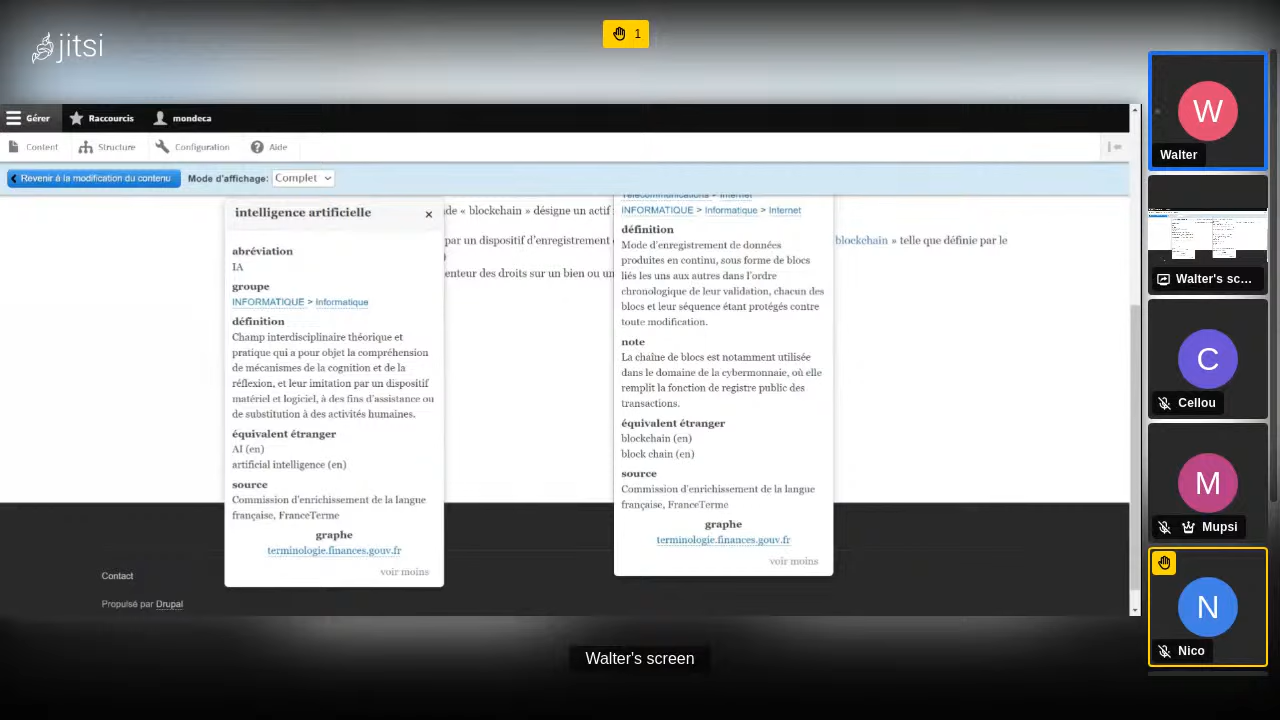 jitsi
1
Gérer
Raccourcis
mondeca
Content
Structure
Configuration
Aide
Revenir à la modification du contenu
Mode d'affichage:
Complet
intelligence artificielle
×
abréviation
IA
groupe
INFORMATIQUE > Informatique
définition
Champ interdisciplinaire théorique et
pratique qui a pour objet la compréhension
de mécanismes de la cognition et de la
réflexion, et leur imitation par un dispositif
matériel et logiciel, à des fins d'assistance ou
de substitution à des activités humaines.
équivalent étranger
AI (en)
artificial intelligence (en)
source
Commission d'enrichissement de la langue
française, FranceTerme
graphe
terminologie.finances.gouv.fr
voir moins
de « blockchain » désigne un actif
par un dispositif d'enregistrement
enteur des droits sur un bien ou un
Télécommunications > Internet
INFORMATIQUE > Informatique > Internet
définition
Mode d'enregistrement de données
produites en continu, sous forme de blocs
liés les uns aux autres dans l'ordre
chronologique de leur validation, chacun des
blocs et leur séquence étant protégés contre
toute modification.
note
La chaîne de blocs est notamment utilisée
dans le domaine de la cybermonnaie, où elle
remplit la fonction de registre public des
transactions.
équivalent étranger
blockchain (en)
block chain (en)
source
Commission d'enrichissement de la langue
française, FranceTerme
graphe
terminologie.finances.gouv.fr
voir moins
blockchain » telle que définie par le
Contact
Propulsé par Drupal
Walter's screen
W
Walter
Walter's sc...
C
Cellou
M
Mupsi
N
Nico